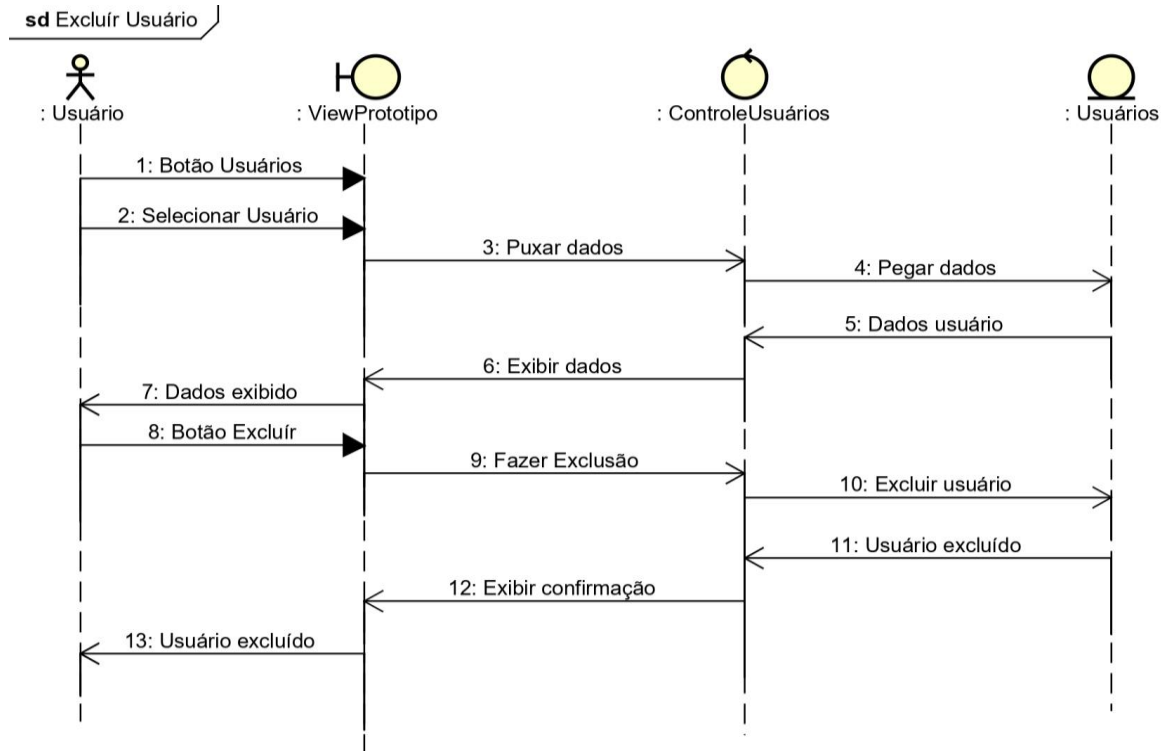 sd Excluír Usuário
: Usuário
: ViewPrototipo
: ControleUsuários
: Usuários
1: Botão Usuários
2: Selecionar Usuário
3: Puxar dados
4: Pegar dados
5: Dados usuário
6: Exibir dados
7: Dados exibido
8: Botão Excluír
9: Fazer Exclusão
10: Excluir usuário
11: Usuário excluído
12: Exibir confirmação
13: Usuário excluído